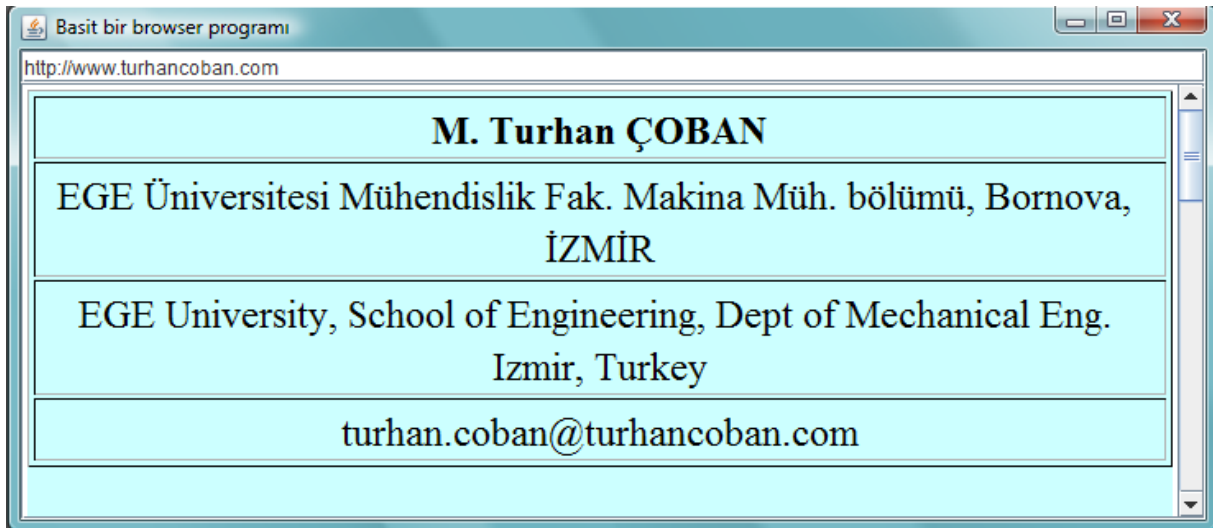 Basit bir browser programı
http://www.turhancoban.com
M. Turhan ÇOBAN
EGE Üniversitesi Mühendislik Fak. Makina Müh. bölümü, Bornova,
İZMİR
EGE University, School of Engineering, Dept of Mechanical Eng.
Izmir, Turkey
turhan.coban@turhancoban.com